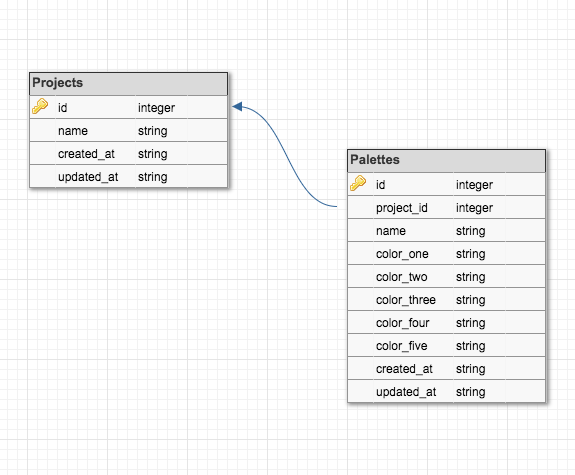 Projects
id integer
name string
created_at string
updated_at string
Palettes
id integer
project_id integer
name string
color_one string
color_two string
color_three string
color_four string
color_five string
created_at string
updated_at string